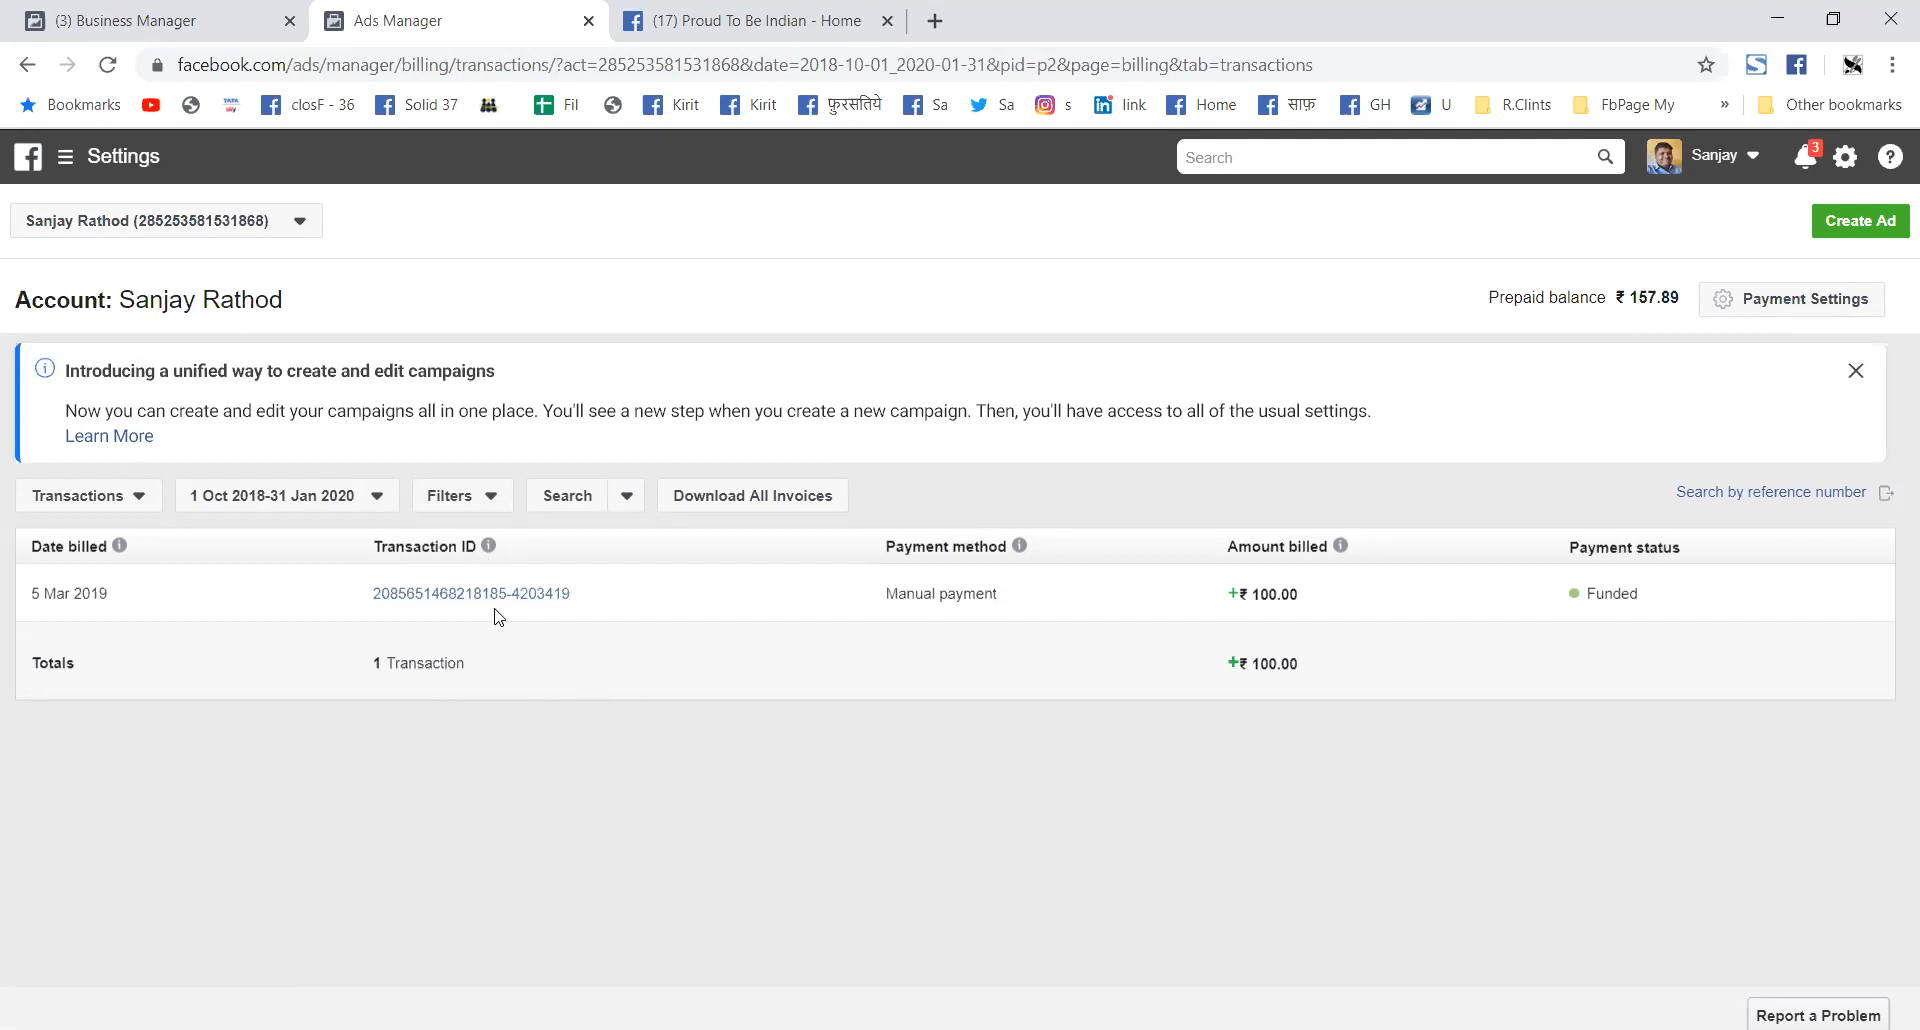 (3) Business Manager
Ads Manager
(17) Proud To Be Indian - Home
facebook.com/ads/manager/billing/transactions/?act=285253581531868&date=2018-10-01_2020-01-31&pid=p2&page=billing&tab=transactions
Bookmarks TATA sky closF - 36 Solid 37 Fil Kirit Kirit फ़ुरसतिये Sa Sa s link Home साफ़ GH U R.Clints FbPage My » Other bookmarks
Settings
Search
Sanjay
3
Sanjay Rathod (285253581531868)
Create Ad
Account: Sanjay Rathod
Prepaid balance ₹ 157.89
Payment Settings
Introducing a unified way to create and edit campaigns
Now you can create and edit your campaigns all in one place. You'll see a new step when you create a new campaign. Then, you'll have access to all of the usual settings.
Learn More
Transactions
1 Oct 2018-31 Jan 2020
Filters
Search
Download All Invoices
Search by reference number
Date billed Transaction ID Payment method Amount billed Payment status
5 Mar 2019 2085651468218185-4203419 Manual payment +₹ 100.00 Funded
Totals 1 Transaction +₹ 100.00
Report a Problem